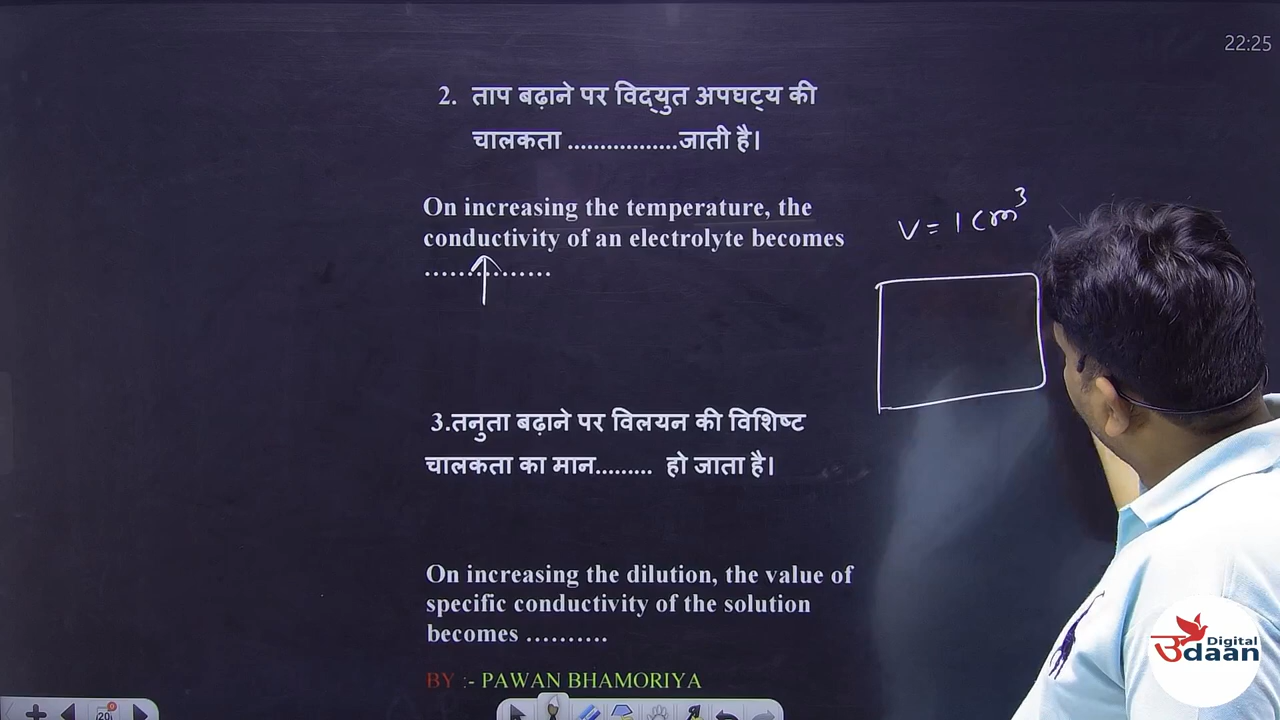 22:25
2. ताप बढ़ाने पर विद्युत अपघट्य की
चालकता .................जाती है।
On increasing the temperature, the
conductivity of an electrolyte becomes
...............
V = 1 cm³
3.तनुता बढ़ाने पर विलयन की विशिष्ट
चालकता का मान......... हो जाता है।
On increasing the dilution, the value of
specific conductivity of the solution
becomes ..........
BY :- PAWAN BHAMORIYA
Digital
उdaan
20